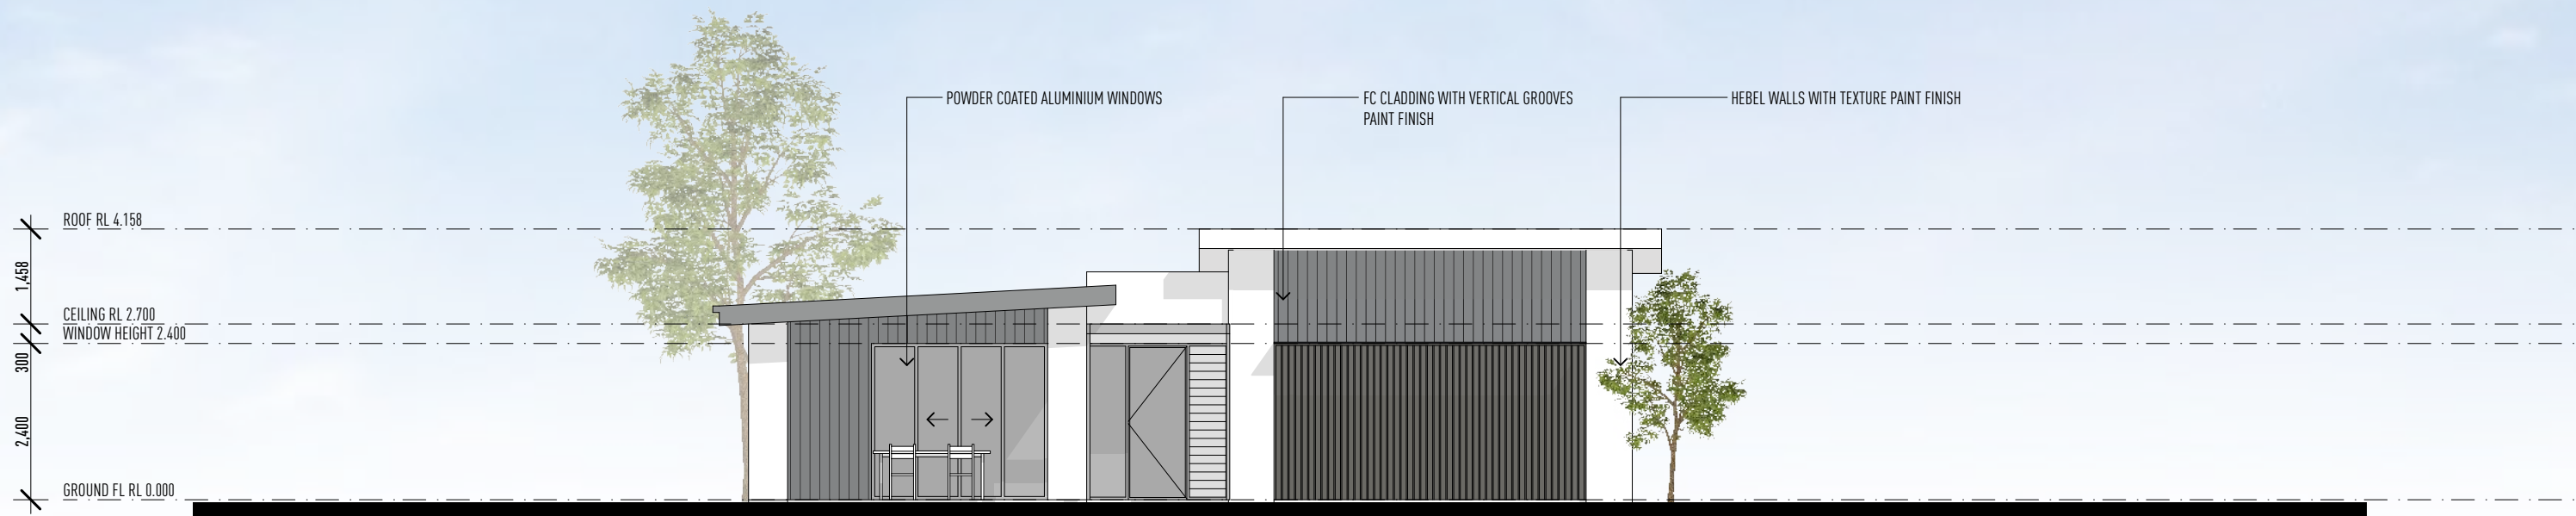 POWDER COATED ALUMINIUM WINDOWS
FC CLADDING WITH VERTICAL GROOVES
PAINT FINISH
HEBEL WALLS WITH TEXTURE PAINT FINISH
ROOF RL 4.158
1,458
CEILING RL 2.700
WINDOW HEIGHT 2.400
300
2,400
GROUND FL RL 0.000